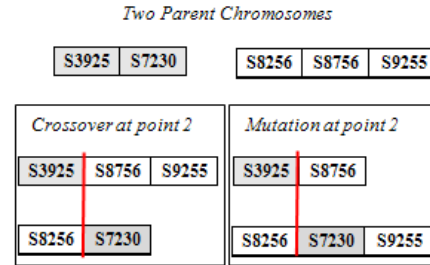 Two Parent Chromosomes
S3925 S7230 S8256 S8756 S9255
Crossover at point 2
S3925 S8756 S9255
S8256 S7230
Mutation at point 2
S3925 S8756
S8256 S7230 S9255